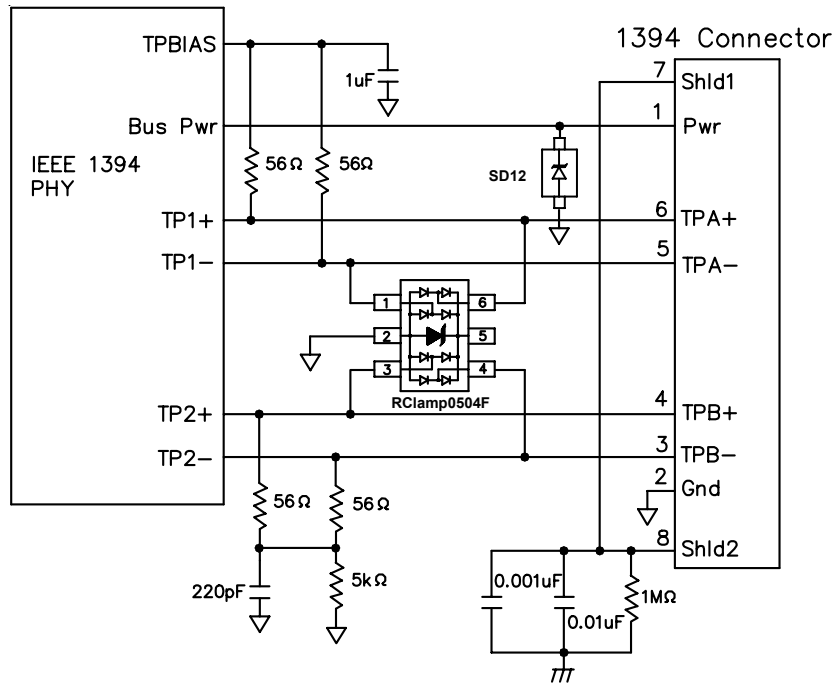 1394 Connector
TPBIAS
1uF
7
Shld1
Bus Pwr
1
Pwr
IEEE 1394
PHY
56Ω
56Ω
SD12
TP1+
6
TPA+
TP1-
5
TPA-
1
6
2
5
3
4
RClamp0504F
TP2+
4
TPB+
TP2-
3
TPB-
2
Gnd
56Ω
56Ω
8
Shld2
220pF
5kΩ
0.001uF
0.01uF
1MΩ